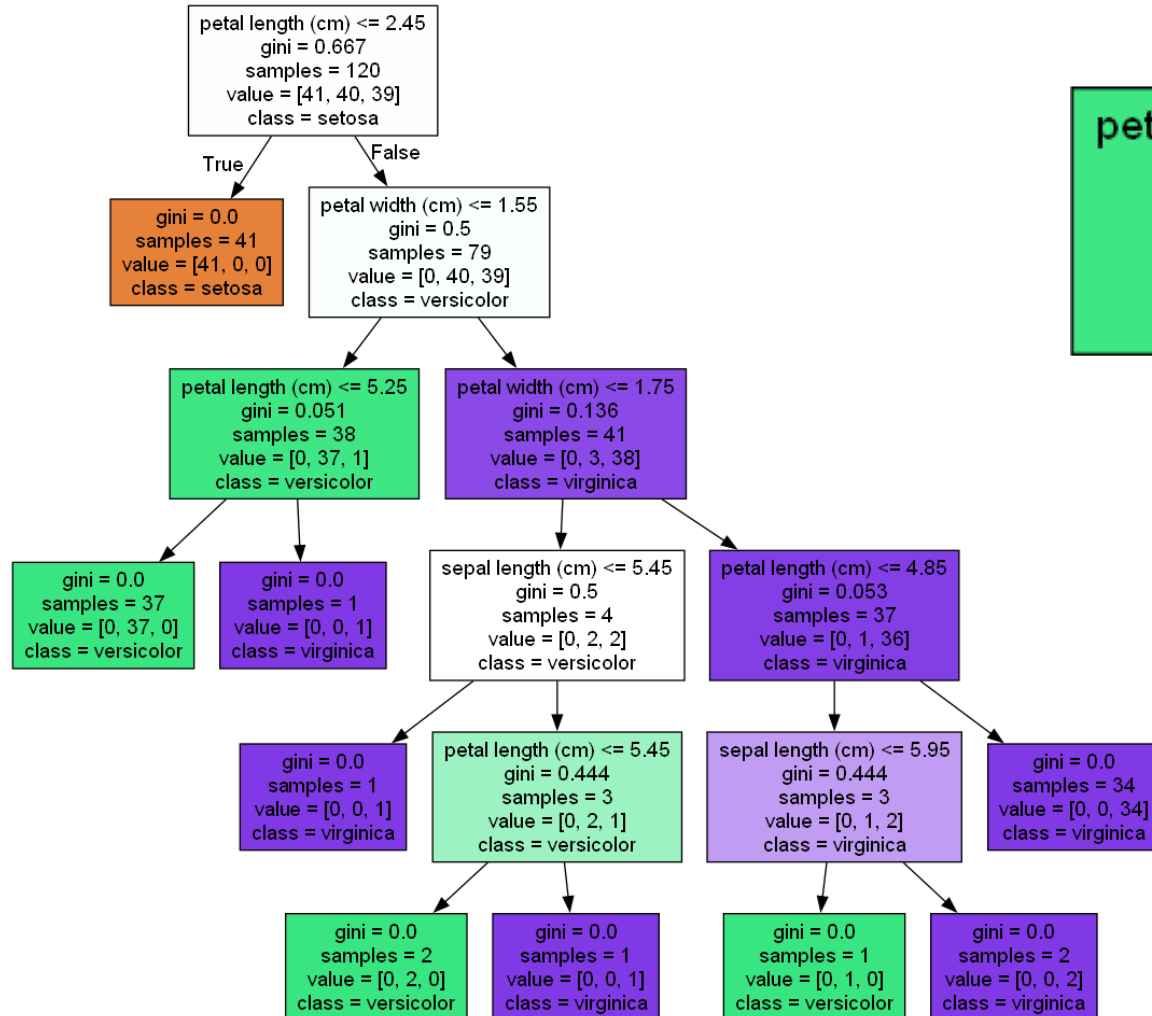 petal length (cm) <= 2.45
gini = 0.667
samples = 120
value = [41, 40, 39]
class = setosa
True
False
gini = 0.0
samples = 41
value = [41, 0, 0]
class = setosa
petal width (cm) <= 1.55
gini = 0.5
samples = 79
value = [0, 40, 39]
class = versicolor
pet
petal length (cm) <= 5.25
gini = 0.051
samples = 38
value = [0, 37, 1]
class = versicolor
petal width (cm) <= 1.75
gini = 0.136
samples = 41
value = [0, 3, 38]
class = virginica
gini = 0.0
samples = 37
value = [0, 37, 0]
class = versicolor
gini = 0.0
samples = 1
value = [0, 0, 1]
class = virginica
sepal length (cm) <= 5.45
gini = 0.5
samples = 4
value = [0, 2, 2]
class = versicolor
petal length (cm) <= 4.85
gini = 0.053
samples = 37
value = [0, 1, 36]
class = virginica
gini = 0.0
samples = 1
value = [0, 0, 1]
class = virginica
petal length (cm) <= 5.45
gini = 0.444
samples = 3
value = [0, 2, 1]
class = versicolor
sepal length (cm) <= 5.95
gini = 0.444
samples = 3
value = [0, 1, 2]
class = virginica
gini = 0.0
samples = 34
value = [0, 0, 34]
class = virginica
gini = 0.0
samples = 2
value = [0, 2, 0]
class = versicolor
gini = 0.0
samples = 1
value = [0, 0, 1]
class = virginica
gini = 0.0
samples = 1
value = [0, 1, 0]
class = versicolor
gini = 0.0
samples = 2
value = [0, 0, 2]
class = virginica